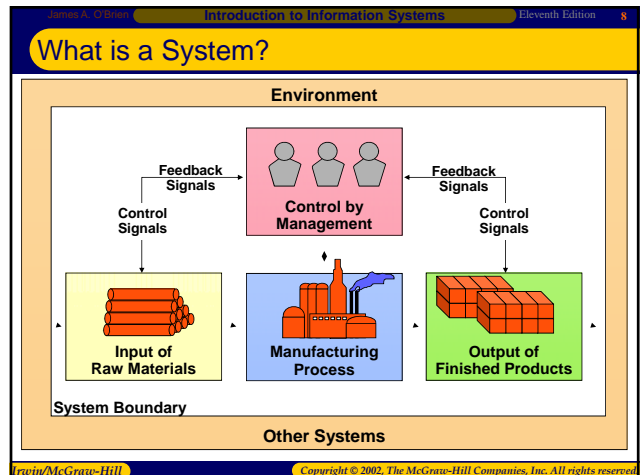 James A. O'Brien Introduction to Information Systems Eleventh Edition 8
What is a System?
Environment
Feedback
Signals
Feedback
Signals
Control by
Management
Control
Signals
Control
Signals
Input of
Raw Materials
Manufacturing
Process
Output of
Finished Products
System Boundary
Other Systems
Irwin/McGraw-Hill Copyright © 2002, The McGraw-Hill Companies, Inc. All rights reserved